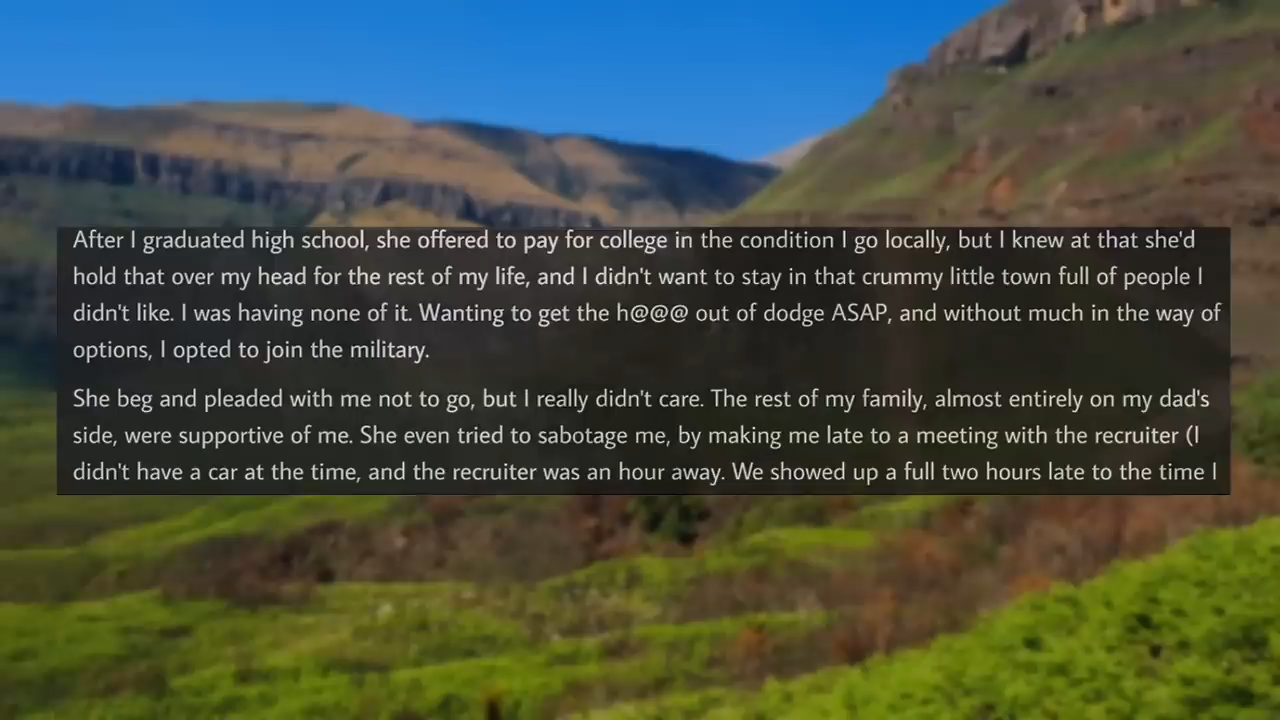 After I graduated high school, she offered to pay for college in the condition I go locally, but I knew at that she'd
hold that over my head for the rest of my life, and I didn't want to stay in that crummy little town full of people I
didn't like. I was having none of it. Wanting to get the h@@@ out of dodge ASAP, and without much in the way of
options, I opted to join the military.
She beg and pleaded with me not to go, but I really didn't care. The rest of my family, almost entirely on my dad's
side, were supportive of me. She even tried to sabotage me, by making me late to a meeting with the recruiter (I
didn't have a car at the time, and the recruiter was an hour away. We showed up a full two hours late to the time I